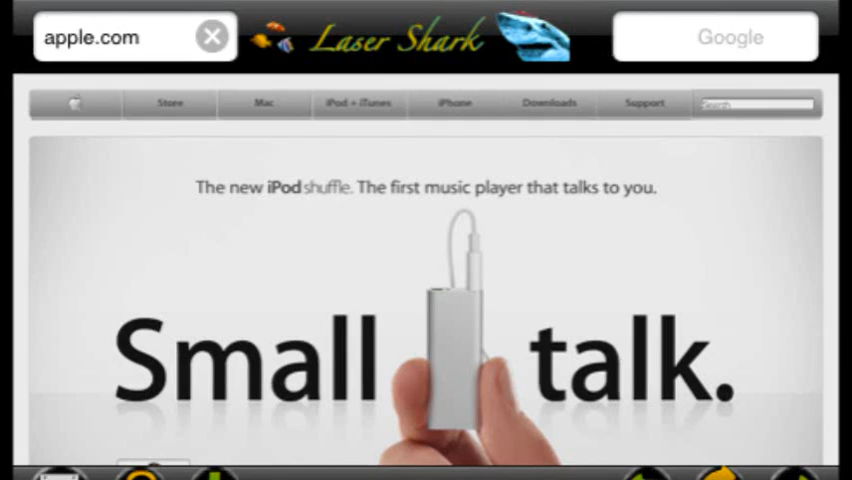 apple.com
Laser Shark
Google
Store Mac iPod + iTunes iPhone Downloads Support Search
The new iPod shuffle. The first music player that talks to you.
Small talk.